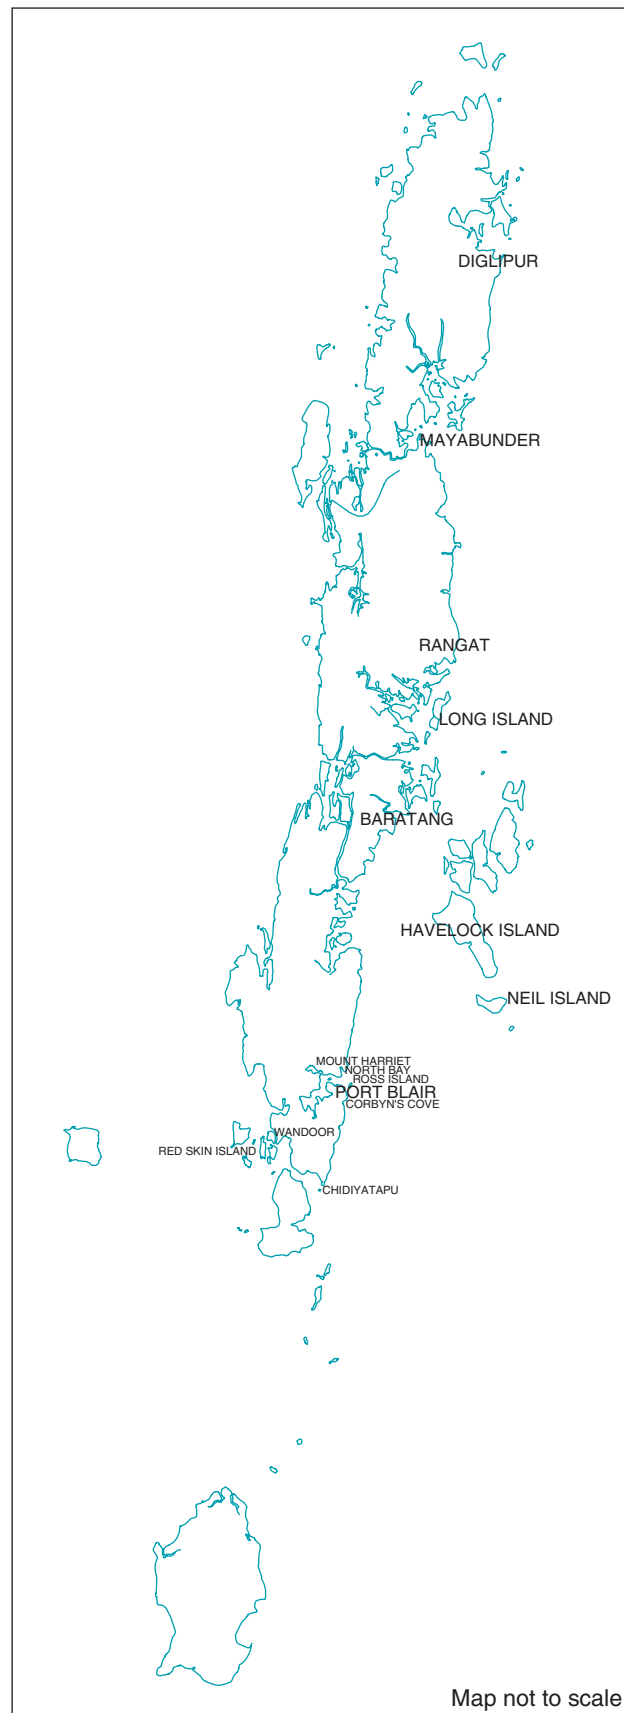 DIGLIPUR
MAYABUNDER
RANGAT
LONG ISLAND
BARATANG
HAVELOCK ISLAND
NEIL ISLAND
MOUNT HARRIET
NORTH BAY
ROSS ISLAND
PORT BLAIR
CORBYN'S COVE
WANDOOR
RED SKIN ISLAND
CHIDIYATAPU
Map not to scale